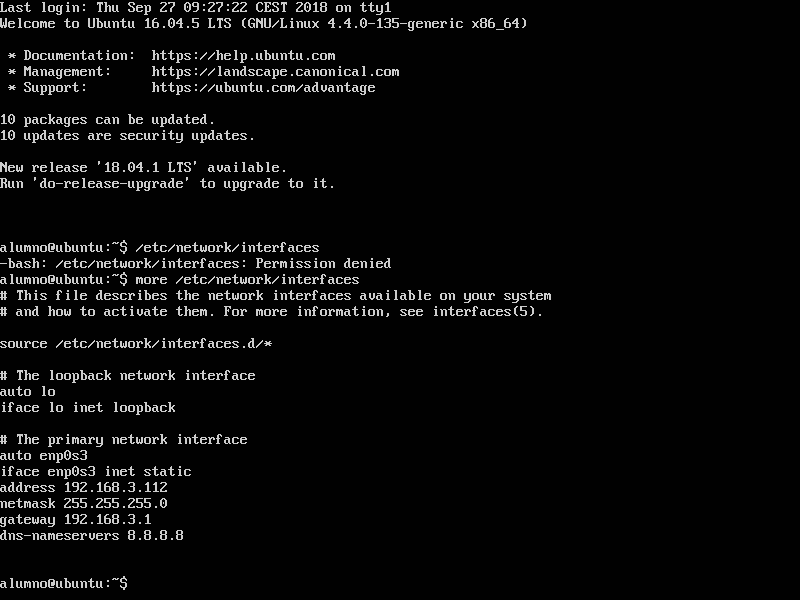 Last login: Thu Sep 27 09:27:22 CEST 2018 on tty1
Welcome to Ubuntu 16.04.5 LTS (GNU/Linux 4.4.0-135-generic x86_64)

 * Documentation:  https://help.ubuntu.com
 * Management:     https://landscape.canonical.com
 * Support:        https://ubuntu.com/advantage

10 packages can be updated.
10 updates are security updates.

New release '18.04.1 LTS' available.
Run 'do-release-upgrade' to upgrade to it.

alumno@ubuntu:~$ /etc/network/interfaces
-bash: /etc/network/interfaces: Permission denied
alumno@ubuntu:~$ more /etc/network/interfaces
# This file describes the network interfaces available on your system
# and how to activate them. For more information, see interfaces(5).

source /etc/network/interfaces.d/*

# The loopback network interface
auto lo
iface lo inet loopback

# The primary network interface
auto enp0s3
iface enp0s3 inet static
address 192.168.3.112
netmask 255.255.255.0
gateway 192.168.3.1
dns-nameservers 8.8.8.8

alumno@ubuntu:~$